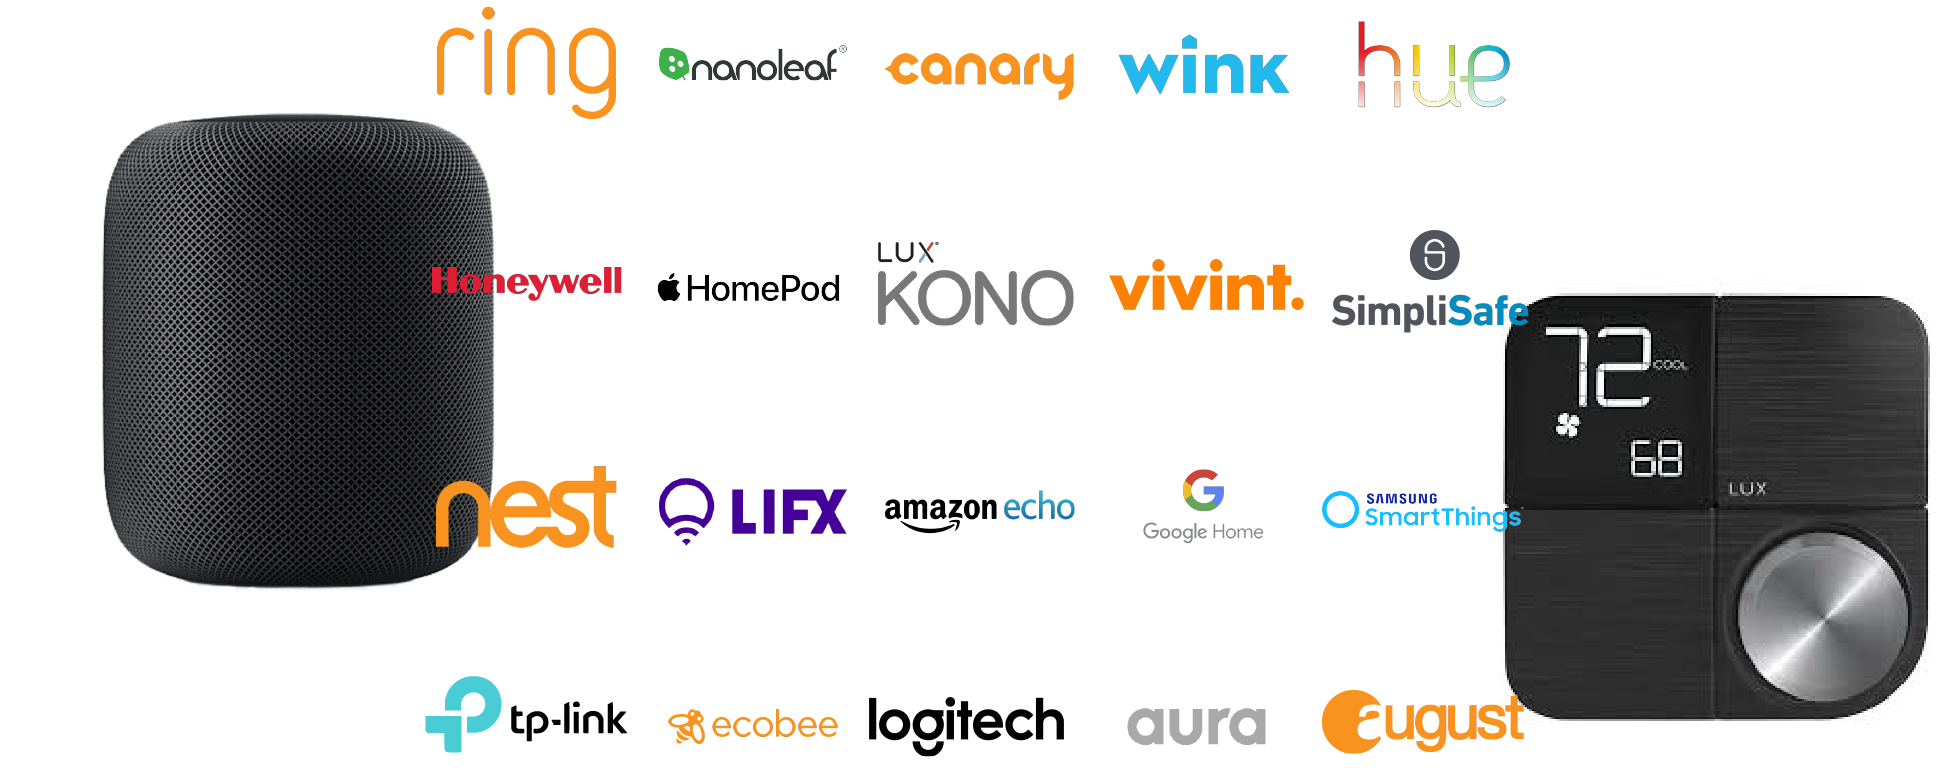 ring
nanoleaf®
canary
wink
hue
Honeywell
HomePod
LUX
KONO
vivint.
SimpliSafe
72 COOL
68
LUX
nest
LIFX
amazon echo
G
Google Home
SAMSUNG
SmartThings
tp-link
ecobee
logitech
aura
august